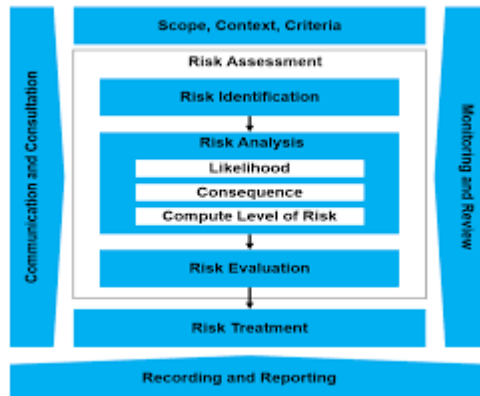 Scope, Context, Criteria
Risk Assessment
Risk Identification
Risk Analysis
Likelihood
Consequence
Compute Level of Risk
Risk Evaluation
Risk Treatment
Communication and Consultation
Monitoring and Review
Recording and Reporting